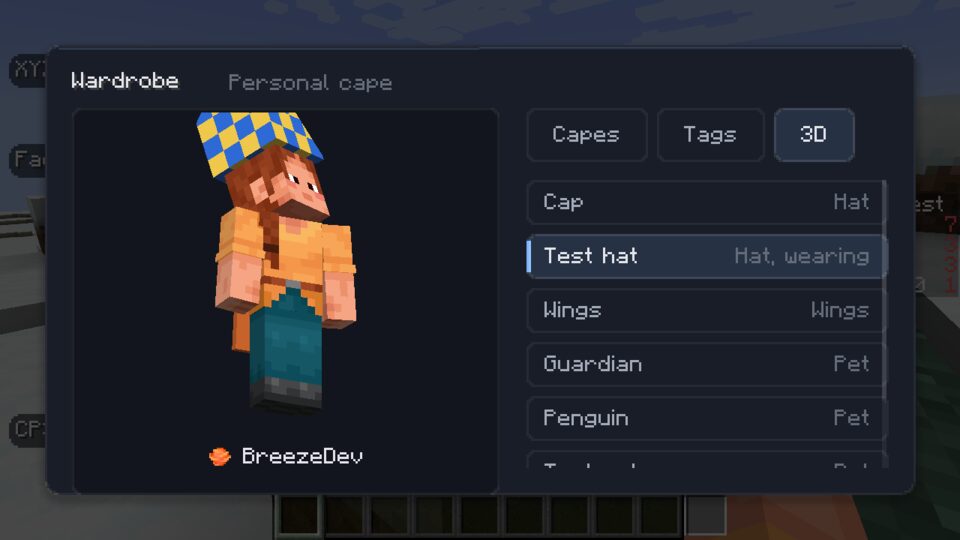 Wardrobe
Personal cape
Capes
Tags
3D
Cap
Hat
Test hat
Hat, wearing
Wings
Wings
Guardian
Pet
Penguin
Pet
BreezeDev